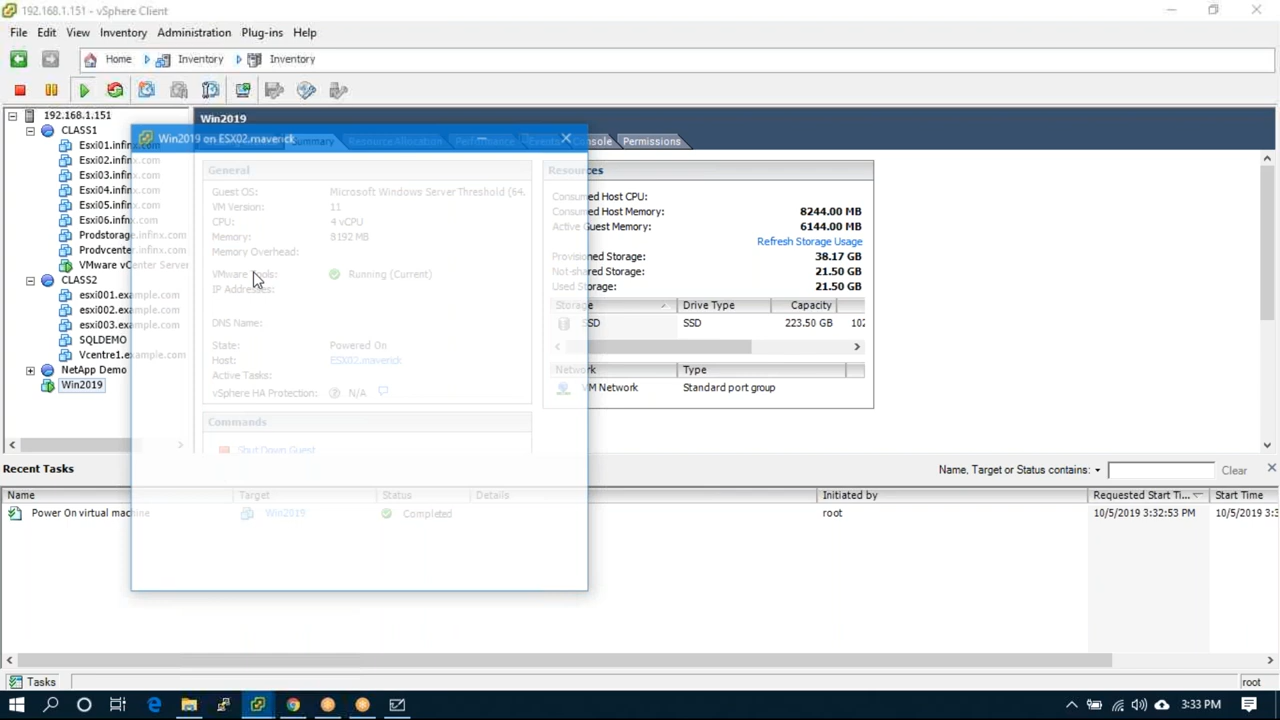 192.168.1.151 - vSphere Client
File Edit View Inventory Administration Plug-ins Help
Home Inventory Inventory
192.168.1.151
CLASS1
Esxi01.infinx.com
Esxi02.infinx.com
Esxi03.infinx.com
Esxi04.infinx.com
Esxi05.infinx.com
Esxi06.infnx.com
Prodstorage.infinx.com
Prodvcenter.infinx.com
VMware vCenter Server
CLASS2
esxi001.example.com
esxi002.example.com
esxi003.example.com
SQLDEMO
Vcentre1.example.com
NetApp Demo
Win2019
Win2019
Win2019 on ESX02.maverick
Summary Resource Allocation Performance Events Console Permissions
General
Guest OS: Microsoft Windows Server Threshold (64.
VM Version: 11
CPU: 4 vCPU
Memory: 8192 MB
Memory Overhead:
VMware Tools: Running (Current)
IP Addresses:
DNS Name:
State: Powered On
Host: ESX02.maverick
Active Tasks:
vSphere HA Protection: N/A
Commands
Shut Down Guest
Resources
Consumed Host CPU:
Consumed Host Memory: 8244.00 MB
Active Guest Memory: 6144.00 MB
Refresh Storage Usage
Provisioned Storage: 38.17 GB
Not-shared Storage: 21.50 GB
Used Storage: 21.50 GB
Storage Drive Type Capacity
SSD SSD 223.50 GB 102
Network Type
VM Network Standard port group
Recent Tasks Name, Target or Status contains: Clear
Name Target Status Details Initiated by Requested Start Ti... Start Time
Power On virtual machine Win2019 Completed root 10/5/2019 3:32:53 PM 10/5/2019 3:3
Tasks root
3:33 PM